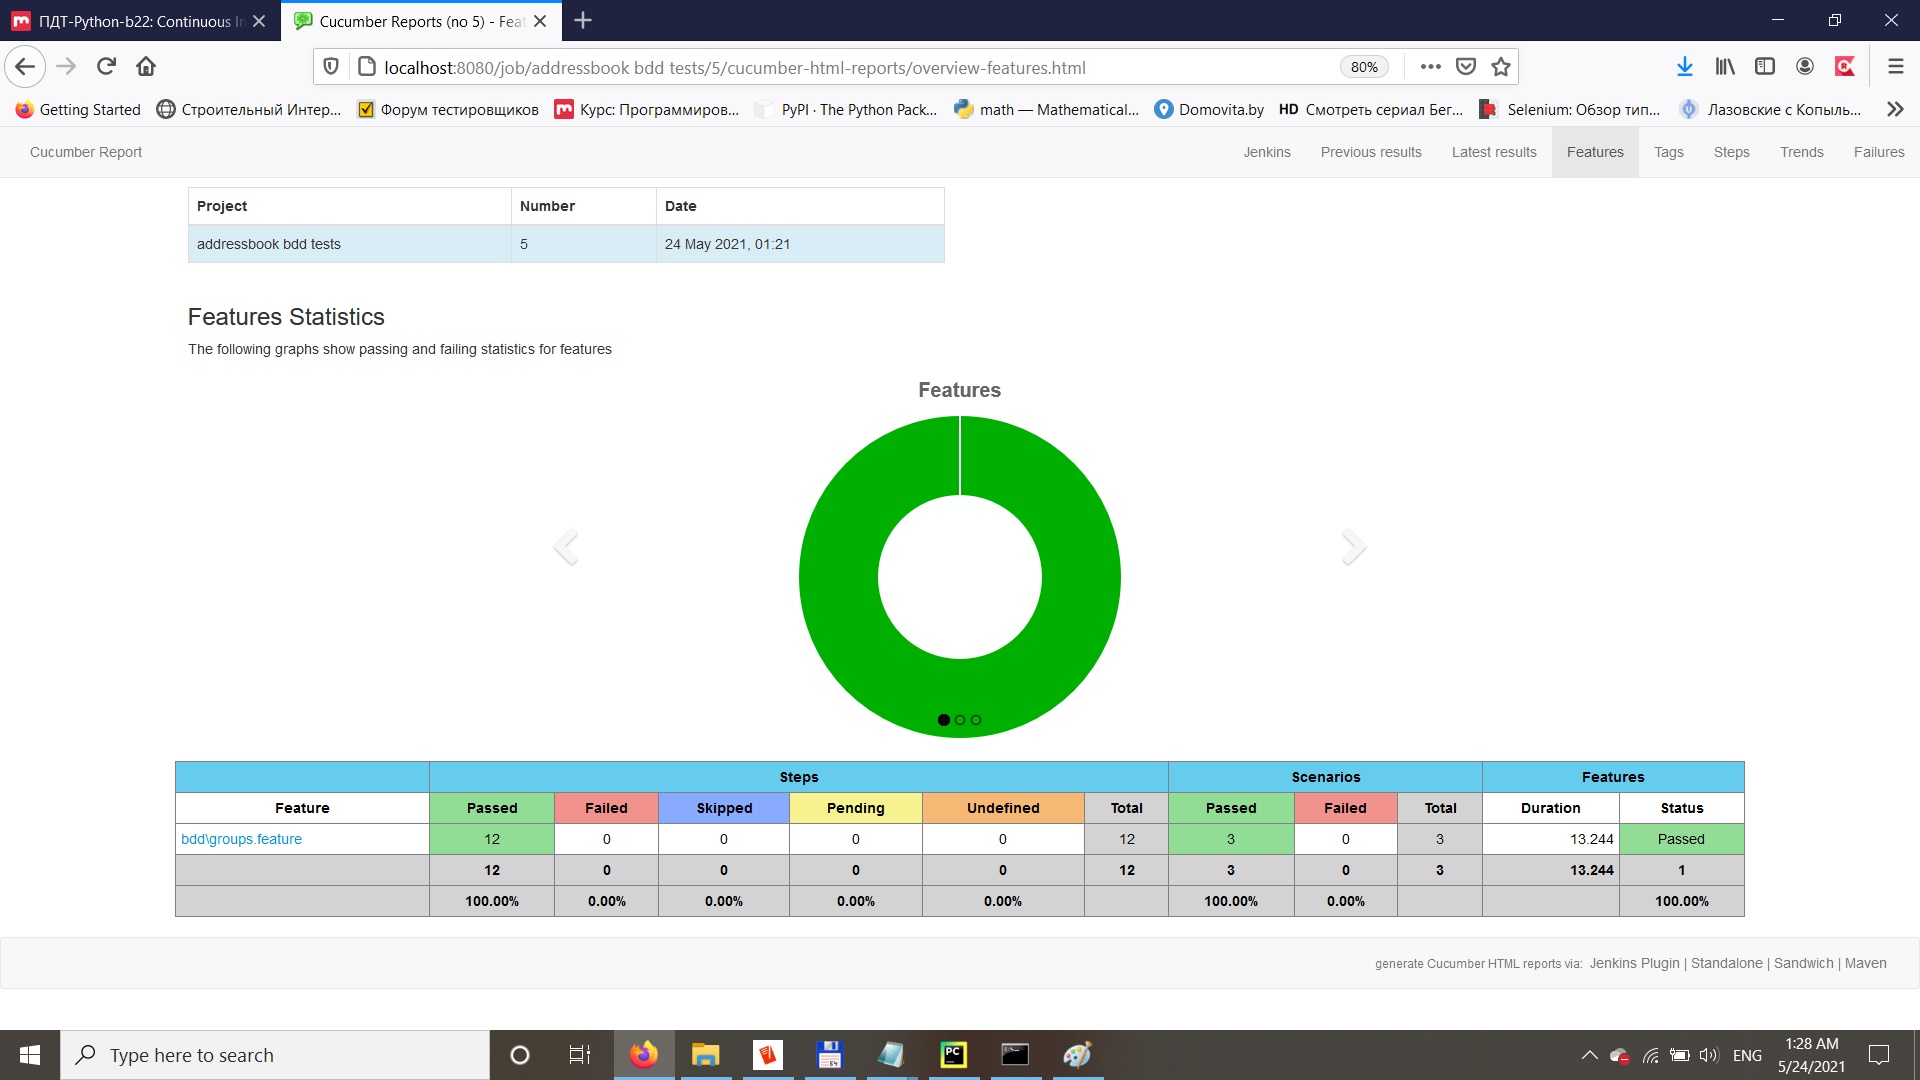 ПДТ-Python-b22: Continuous In
Cucumber Reports (no 5) - Feat
localhost:8080/job/addressbook bdd tests/5/cucumber-html-reports/overview-features.html
80%
Getting Started
Строительный Интер...
Форум тестировщиков
Курс: Программиров...
PyPI · The Python Pack...
math — Mathematical...
Domovita.by
HD Смотреть сериал Бег...
Selenium: Обзор тип...
Лазовские с Копыль...
Cucumber Report
Jenkins
Previous results
Latest results
Features
Tags
Steps
Trends
Failures
Project Number Date
addressbook bdd tests 5 24 May 2021, 01:21
Features Statistics
The following graphs show passing and failing statistics for features
Features
Steps Scenarios Features
Feature Passed Failed Skipped Pending Undefined Total Passed Failed Total Duration Status
bdd\groups.feature 12 0 0 0 0 12 3 0 3 13.244 Passed
12 0 0 0 0 12 3 0 3 13.244 1
100.00% 0.00% 0.00% 0.00% 0.00% 100.00% 0.00% 100.00%
generate Cucumber HTML reports via: Jenkins Plugin | Standalone | Sandwich | Maven
Type here to search
64
PC
ENG
1:28 AM
5/24/2021